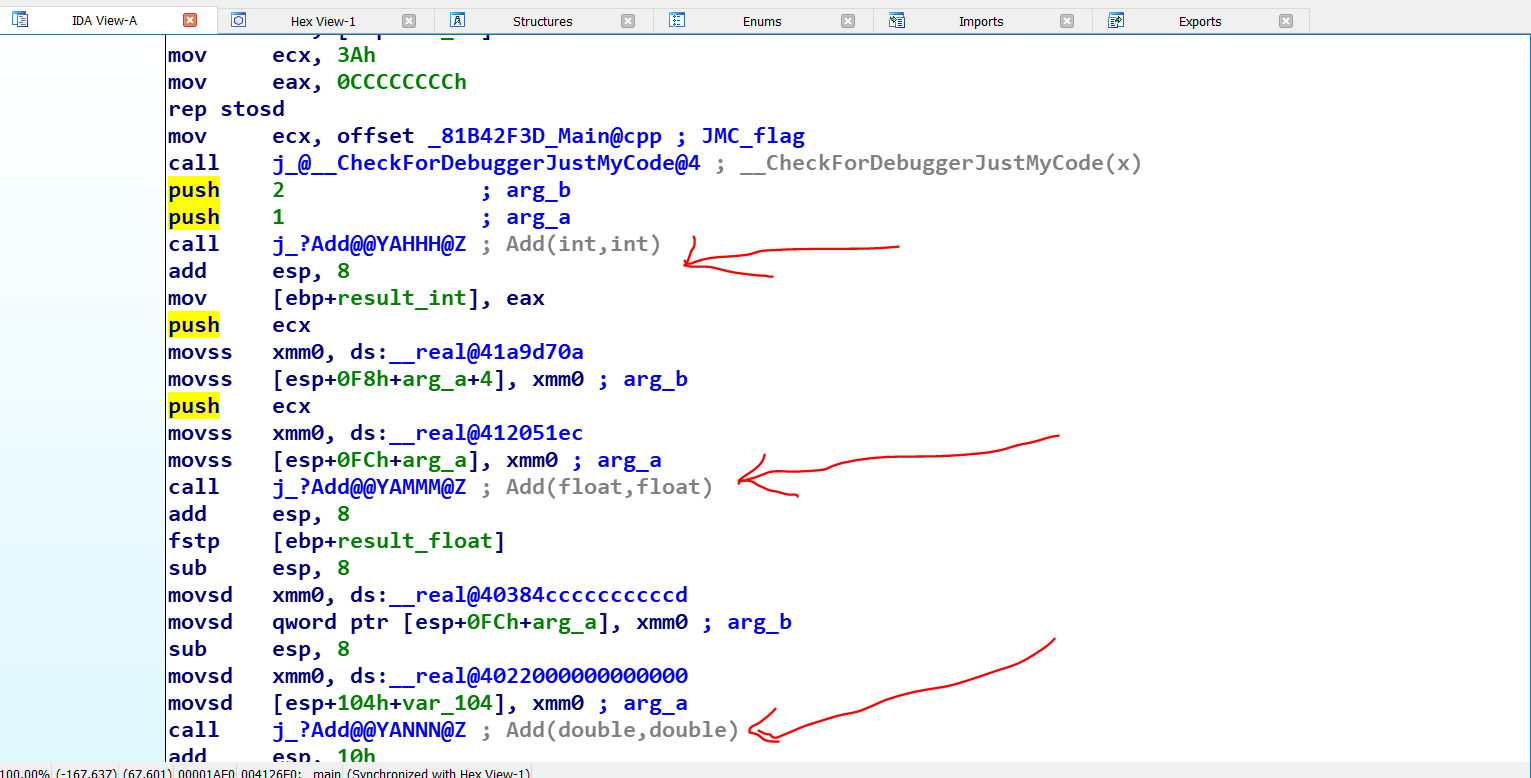 IDA View-A Hex View-1 Structures Enums Imports Exports
mov ecx, 3Ah
mov eax, 0CCCCCCCCh
rep stosd
mov ecx, offset _81B42F3D_Main@cpp ; JMC_flag
call j_@__CheckForDebuggerJustMyCode@4 ; __CheckForDebuggerJustMyCode(x)
push 2 ; arg_b
push 1 ; arg_a
call j_?Add@@YAHHH@Z ; Add(int,int)
add esp, 8
mov [ebp+result_int], eax
push ecx
movss xmm0, ds:__real@41a9d70a
movss [esp+0F8h+arg_a+4], xmm0 ; arg_b
push ecx
movss xmm0, ds:__real@412051ec
movss [esp+0FCh+arg_a], xmm0 ; arg_a
call j_?Add@@YAMMM@Z ; Add(float,float)
add esp, 8
fstp [ebp+result_float]
sub esp, 8
movsd xmm0, ds:__real@40384ccccccccccd
movsd qword ptr [esp+0FCh+arg_a], xmm0 ; arg_b
sub esp, 8
movsd xmm0, ds:__real@4022000000000000
movsd [esp+104h+var_104], xmm0 ; arg_a
call j_?Add@@YANNN@Z ; Add(double,double)
add esp, 10h
100.00% (-167,637) (67,601) 00001AE0 004126E0: _main (Synchronized with Hex View-1)